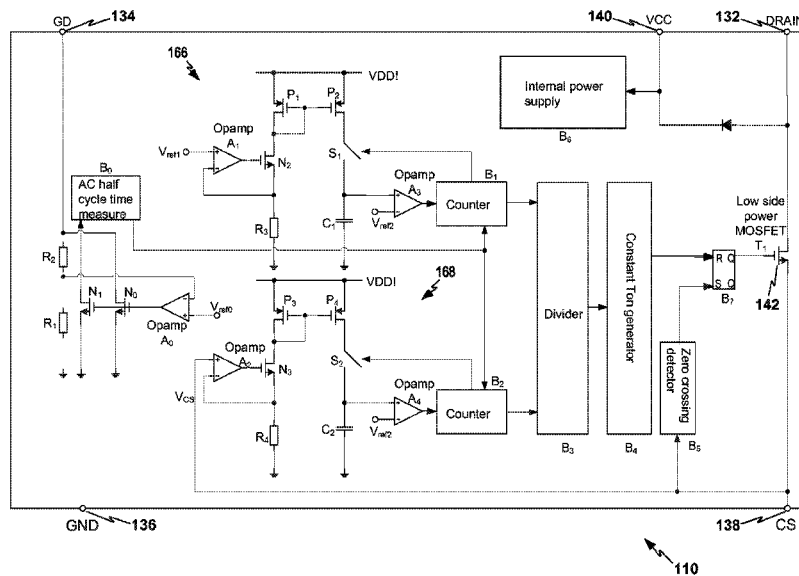 GD
134
140
VCC
132
DRAIN
166
VDD!
P1
P2
Internal power supply
B6
Opamp
A1
Vref1
N2
S1
B0
AC half cycle time measure
Opamp
A3
B1
Counter
Vref2
R3
C1
Low side power MOSFET
T1
R2
VDD!
168
N1
N0
Vref0
Opamp
A0
R1
P3
P4
Divider
Constant Ton generator
R Q
S Q
B7
142
Opamp
N3
S2
VCS
Opamp
A4
B2
Counter
Vref2
R4
C2
Zero crossing detector
B3
B4
B5
GND
136
138
CS
110